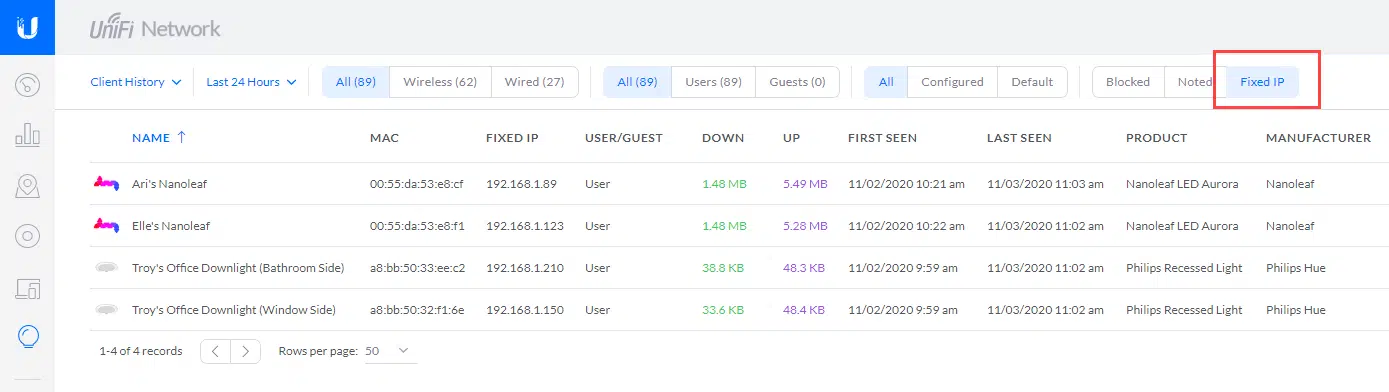 UniFi Network
Client History Last 24 Hours All (89) Wireless (62) Wired (27) All (89) Users (89) Guests (0) All Configured Default Blocked Noted Fixed IP
NAME ↑ MAC FIXED IP USER/GUEST DOWN UP FIRST SEEN LAST SEEN PRODUCT MANUFACTURER
Ari's Nanoleaf 00:55:da:53:e8:cf 192.168.1.89 User 1.48 MB 5.49 MB 11/02/2020 10:21 am 11/03/2020 11:03 am Nanoleaf LED Aurora Nanoleaf
Elle's Nanoleaf 00:55:da:53:e8:f1 192.168.1.123 User 1.48 MB 5.28 MB 11/02/2020 10:22 am 11/03/2020 11:02 am Nanoleaf LED Aurora Nanoleaf
Troy's Office Downlight (Bathroom Side) a8:bb:50:33:ee:c2 192.168.1.210 User 38.8 KB 48.3 KB 11/02/2020 9:59 am 11/03/2020 11:02 am Philips Recessed Light Philips Hue
Troy's Office Downlight (Window Side) a8:bb:50:32:f1:6e 192.168.1.150 User 33.6 KB 48.4 KB 11/02/2020 9:59 am 11/03/2020 11:02 am Philips Recessed Light Philips Hue
1-4 of 4 records Rows per page: 50